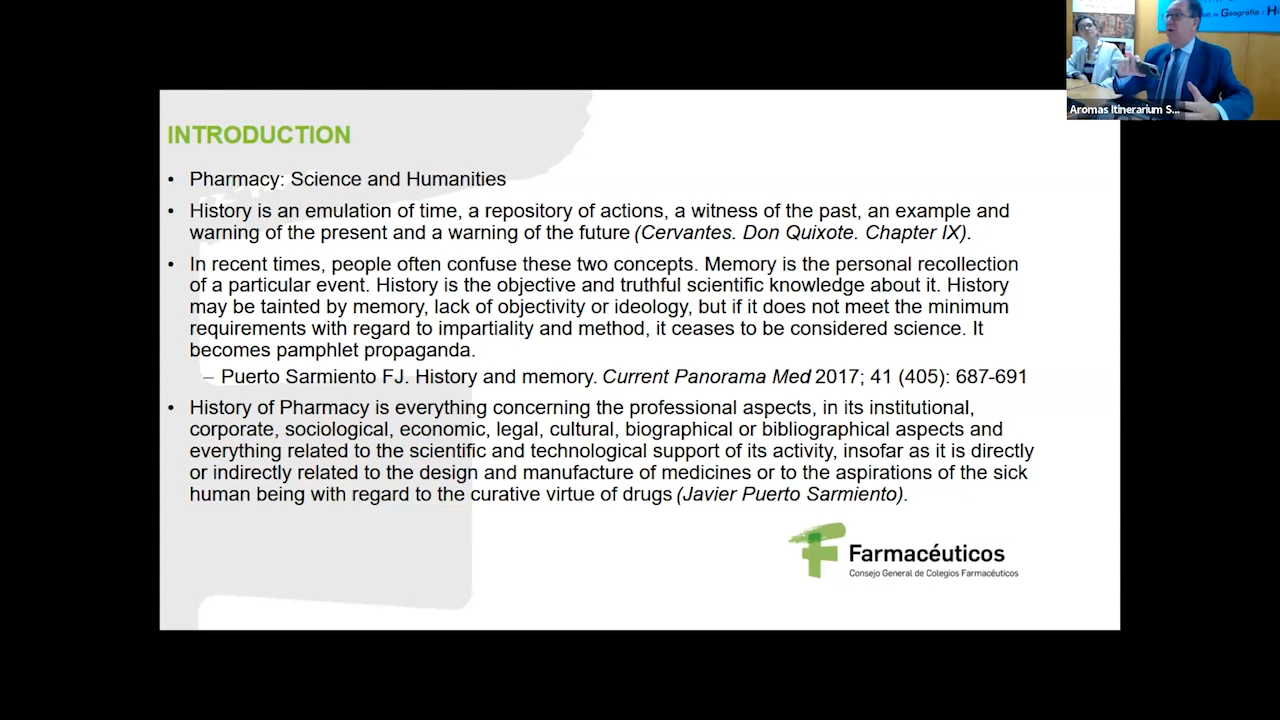 de Geografia i H
Aromas Itinerarium S...
INTRODUCTION
• Pharmacy: Science and Humanities
• History is an emulation of time, a repository of actions, a witness of the past, an example and
warning of the present and a warning of the future (Cervantes. Don Quixote. Chapter IX).
• In recent times, people often confuse these two concepts. Memory is the personal recollection
of a particular event. History is the objective and truthful scientific knowledge about it. History
may be tainted by memory, lack of objectivity or ideology, but if it does not meet the minimum
requirements with regard to impartiality and method, it ceases to be considered science. It
becomes pamphlet propaganda.
– Puerto Sarmiento FJ. History and memory. Current Panorama Med 2017; 41 (405): 687-691
• History of Pharmacy is everything concerning the professional aspects, in its institutional,
corporate, sociological, economic, legal, cultural, biographical or bibliographical aspects and
everything related to the scientific and technological support of its activity, insofar as it is directly
or indirectly related to the design and manufacture of medicines or to the aspirations of the sick
human being with regard to the curative virtue of drugs (Javier Puerto Sarmiento).
Farmacéuticos
Consejo General de Colegios Farmacéuticos